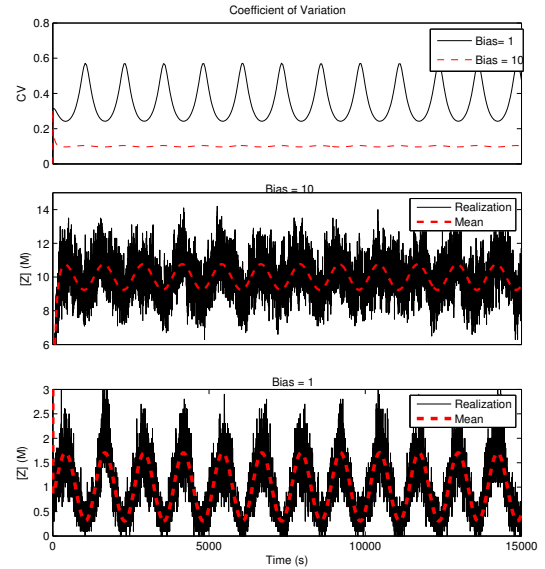 Coefficient of Variation
0.8
0.6
0.4
0.2
0
CV
Bias= 1
Bias = 10
Bias = 10
14
12
10
8
6
[Z] (M)
Realization
Mean
Bias = 1
3
2.5
2
1.5
1
0.5
0
[Z] (M)
Realization
Mean
0
5000
10000
15000
Time (s)